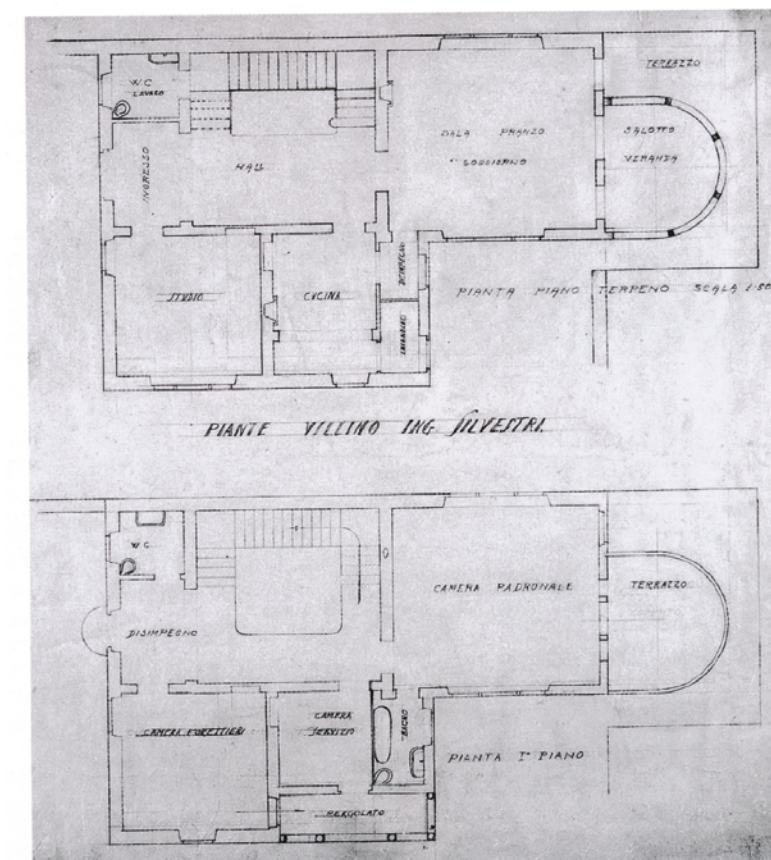 W.C.
LAVABO
TERRAZZO
SALOTTO
VERANDA
SALA PRANZO
SOGGIORNO
HALL
INGRESSO
DISIMPEGNO
STUDIO
CUCINA
PIANTA PIANO TERRENO SCALA 1:50
PIANTE VILLINO ING. SILVESTRI.
W.C.
CAMERA PADRONALE
TERRAZZO
DISIMPEGNO
CAMERA FORESTIERI
CAMERA
SERVIZIO
BAGNO
PIANTA I° PIANO
PERGOLATO